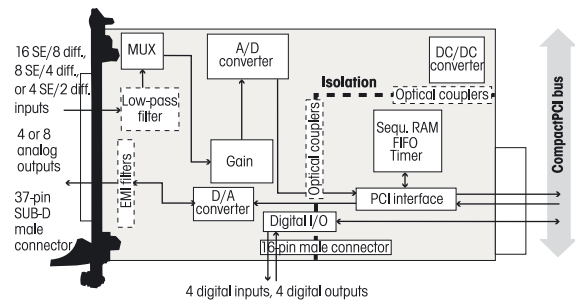 16 SE/8 diff.,
8 SE/4 diff.,
or 4 SE/2 diff.
inputs
4 or 8
analog
outputs
37-pin
SUB-D
male
connector
MUX
Low-pass
filter
EMI filters
A/D
converter
Gain
D/A
converter
Digital I/O
16-pin male connector
4 digital inputs, 4 digital outputs
Isolation
Optical couplers
Optical couplers
DC/DC
converter
Sequ. RAM
FIFO
Timer
PCI interface
CompactPCI bus